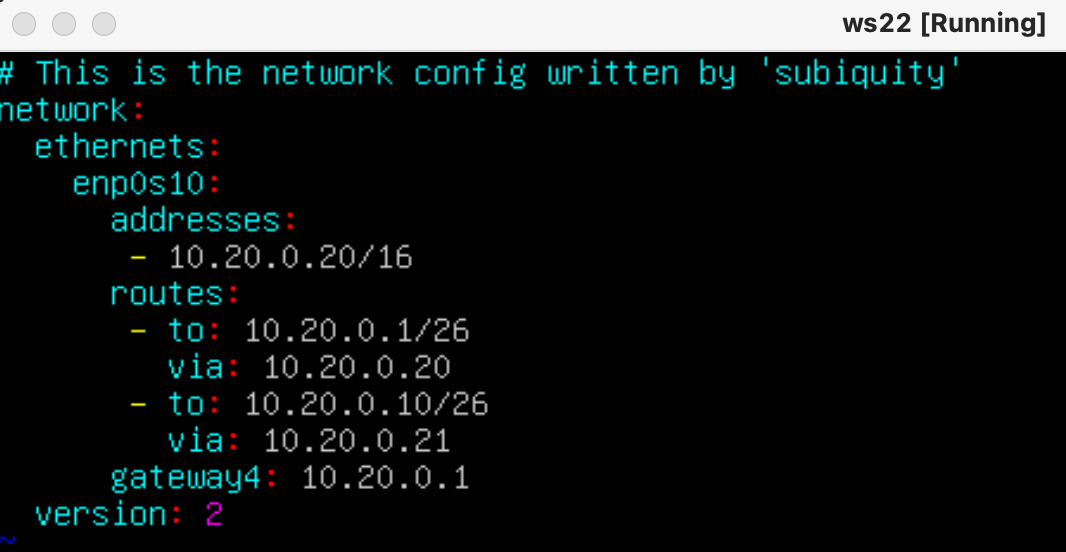 ws22 [Running]
# This is the network config written by 'subiquity'
network:
  ethernets:
    enp0s10:
      addresses:
       - 10.20.0.20/16
      routes:
       - to: 10.20.0.1/26
         via: 10.20.0.20
       - to: 10.20.0.10/26
         via: 10.20.0.21
      gateway4: 10.20.0.1
  version: 2
~